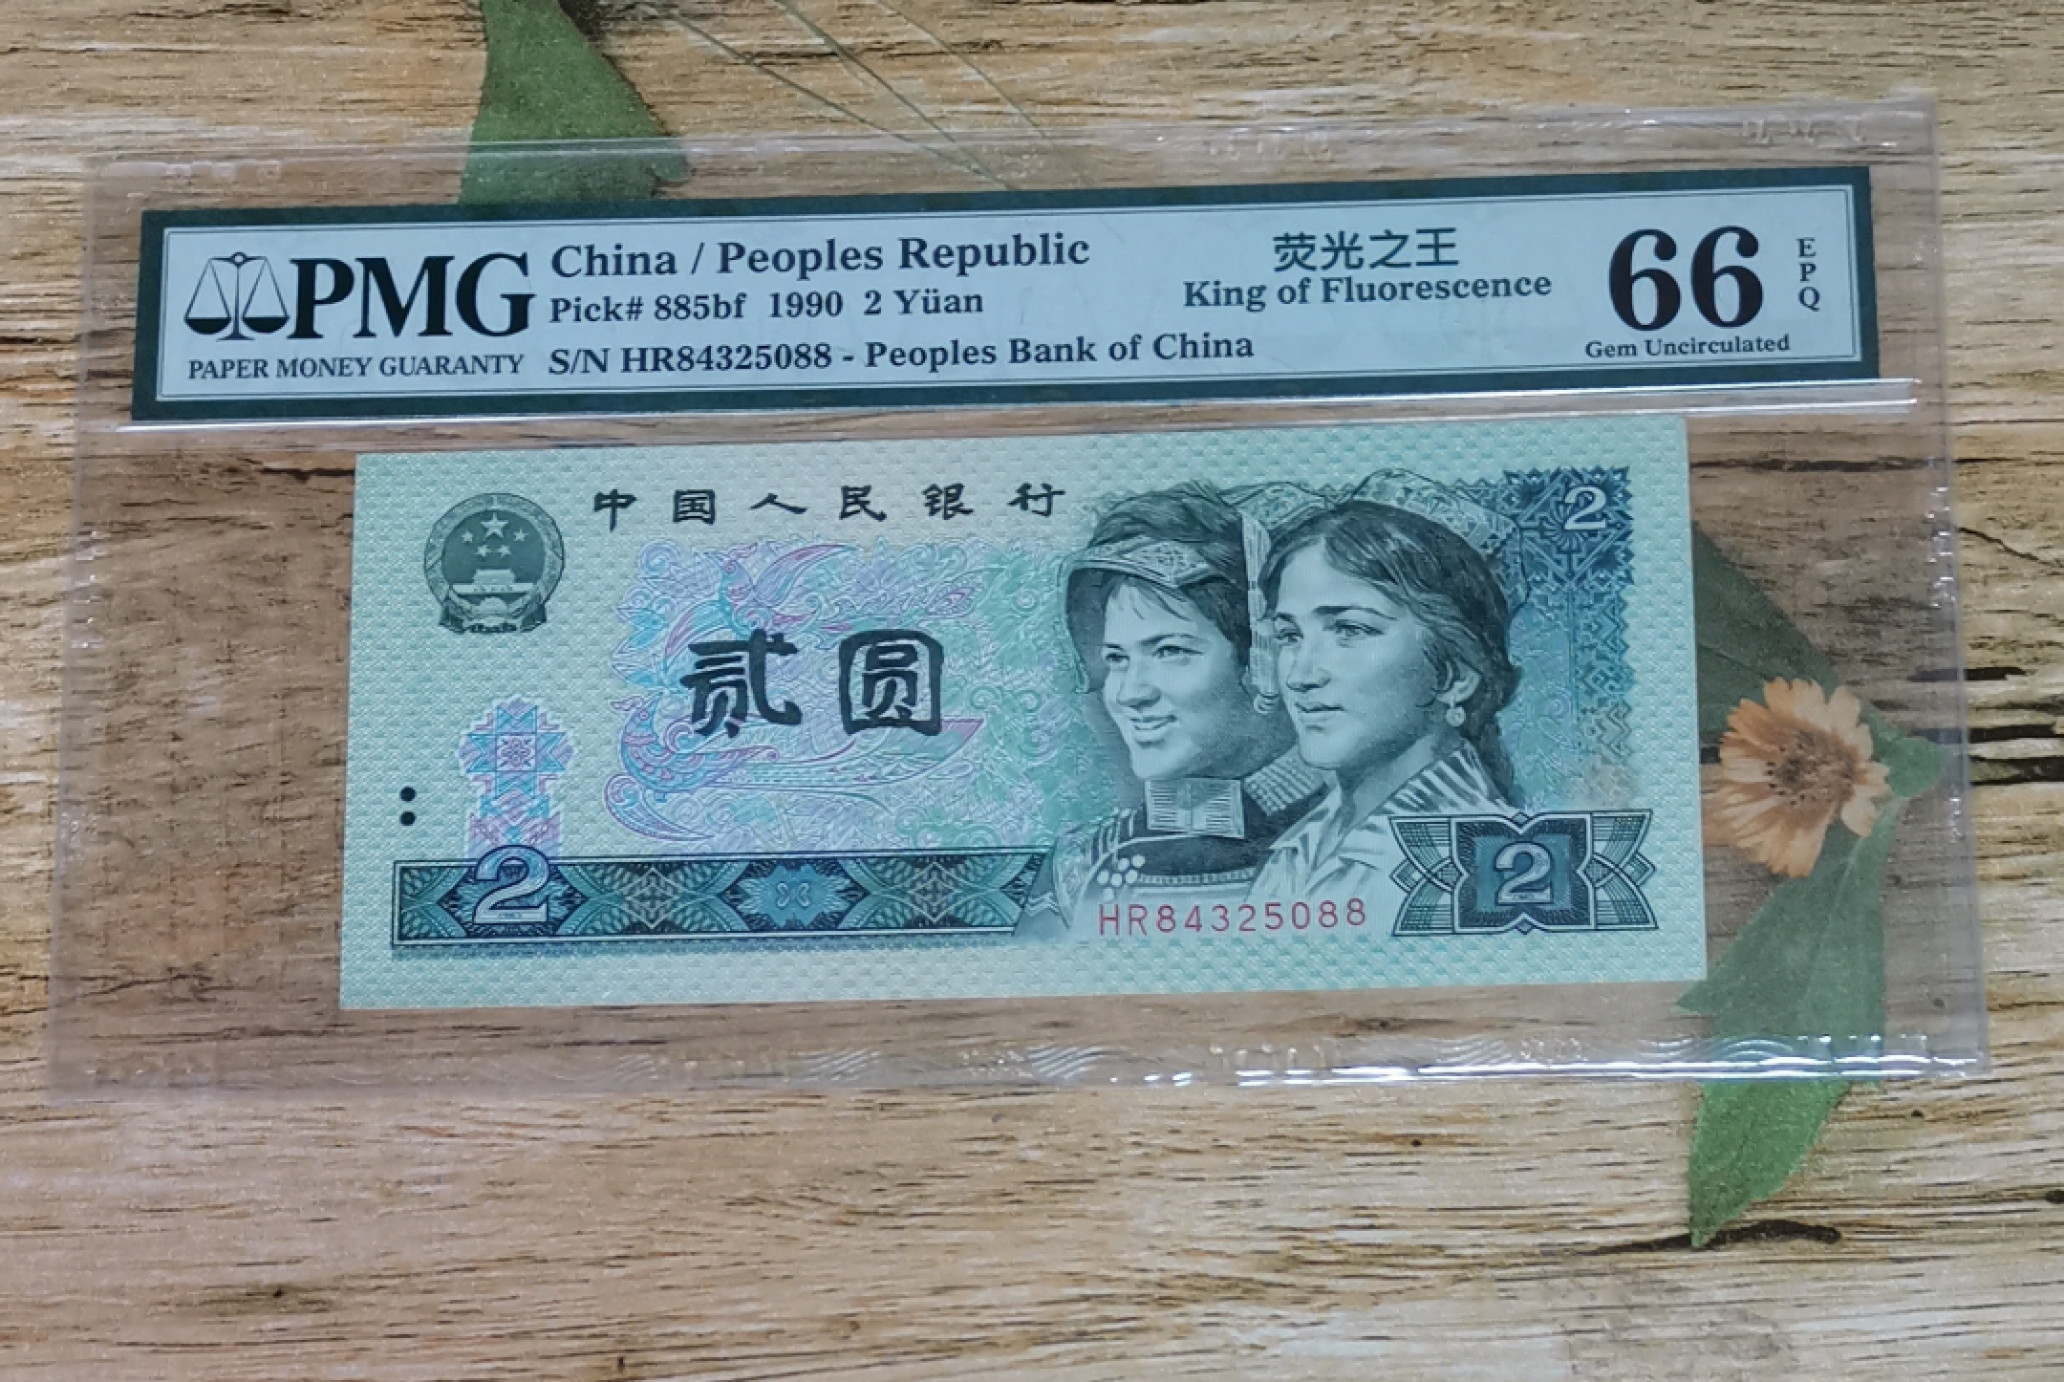 PMG
PAPER MONEY GUARANTY
China / Peoples Republic
Pick# 885bf 1990 2 Yüan
S/N HR84325088 - Peoples Bank of China
荧光之王
King of Fluorescence
66
EPQ
Gem Uncirculated
中国人民银行
2
贰圆
2
2
HR84325088